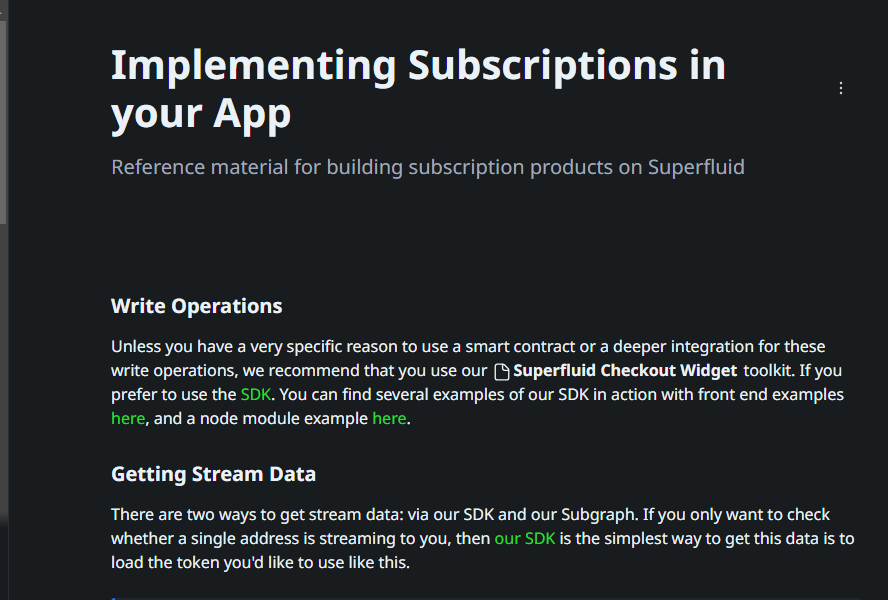 Implementing Subscriptions in
your App
Reference material for building subscription products on Superfluid
Write Operations
Unless you have a very specific reason to use a smart contract or a deeper integration for these
write operations, we recommend that you use our Superfluid Checkout Widget toolkit. If you
prefer to use the SDK. You can find several examples of our SDK in action with front end examples
here, and a node module example here.
Getting Stream Data
There are two ways to get stream data: via our SDK and our Subgraph. If you only want to check
whether a single address is streaming to you, then our SDK is the simplest way to get this data is to
load the token you'd like to use like this.